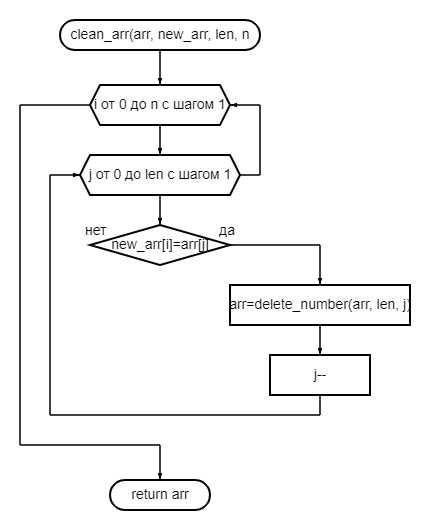 clean_arr(arr, new_arr, len, n
i от 0 до n с шагом 1
j от 0 до len с шагом 1
нет
да
new_arr[i]=arr[j]
arr=delete_number(arr, len, j)
j--
return arr